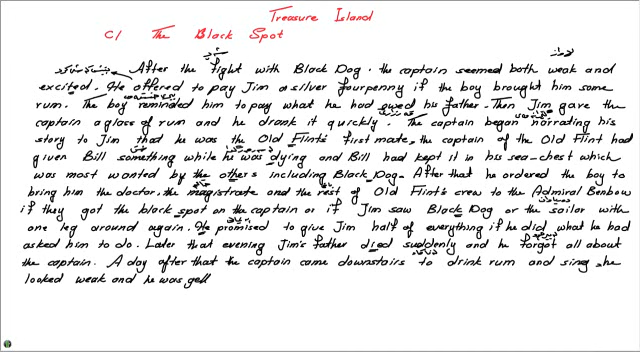 Treasure Island
C/ The Black Spot
After the fight with Black Dog. the captain seemed both weak and
excited. He offered to pay Jim a silver fourpenny if the boy brought him some
rum. The boy reminded him to pay what he had owed his father. Then Jim gave the
captain a glass of rum and he drank it quickly. The captain began norrading his
story to Jim that he was the Old Flint's first mate, the captain of the Old Flint had
given Bill something while he was dying and Bill had kept it in his sea-chest which
was most wanted by the others including Black Dog. After that he ordered the boy to
bring him the doctor, the magistrate and the rest of Old Flint's crew to the Admiral Benbow
if they got the black spot on the captain or if Jim saw Black Dog or the sailor with
one leg around again. He promised to give Jim half of everything if he did what he had
asked him to do. Later that evening Jim's father died suddenly and he forgot all about
the captain. A day after that the captain came downstairs to drink rum and sing, he
looked weak and he was gell